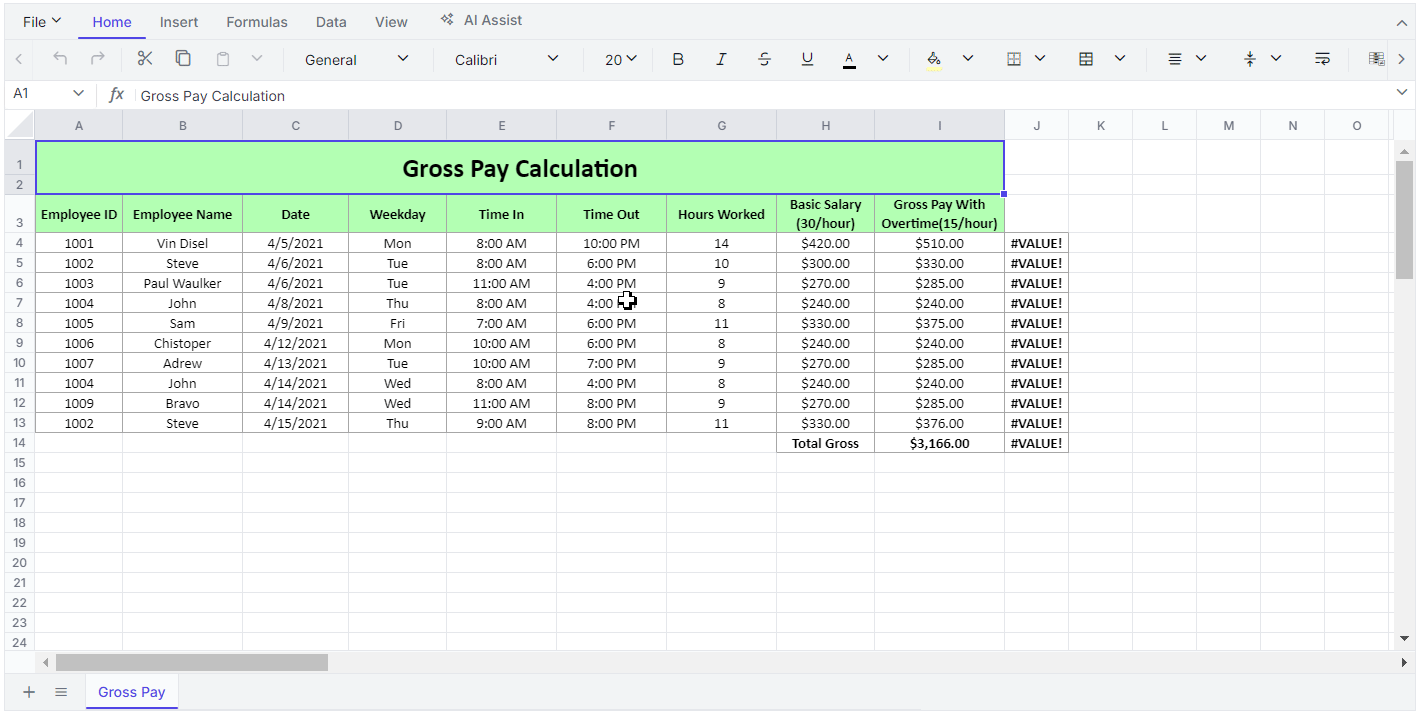 File Home Insert Formulas Data View AI Assist
General Calibri 20 B I S U A
A1 fx Gross Pay Calculation
A B C D E F G H I J K L M N O
1 Gross Pay Calculation
2
3 Employee ID Employee Name Date Weekday Time In Time Out Hours Worked Basic Salary (30/hour) Gross Pay With Overtime(15/hour)
4 1001 Vin Disel 4/5/2021 Mon 8:00 AM 10:00 PM 14 $420.00 $510.00 #VALUE!
5 1002 Steve 4/6/2021 Tue 8:00 AM 6:00 PM 10 $300.00 $330.00 #VALUE!
6 1003 Paul Waulker 4/6/2021 Tue 11:00 AM 4:00 PM 9 $270.00 $285.00 #VALUE!
7 1004 John 4/8/2021 Thu 8:00 AM 4:00 8 $240.00 $240.00 #VALUE!
8 1005 Sam 4/9/2021 Fri 7:00 AM 6:00 PM 11 $330.00 $375.00 #VALUE!
9 1006 Chistoper 4/12/2021 Mon 10:00 AM 6:00 PM 8 $240.00 $240.00 #VALUE!
10 1007 Adrew 4/13/2021 Tue 10:00 AM 7:00 PM 9 $270.00 $285.00 #VALUE!
11 1004 John 4/14/2021 Wed 8:00 AM 4:00 PM 8 $240.00 $240.00 #VALUE!
12 1009 Bravo 4/14/2021 Wed 11:00 AM 8:00 PM 9 $270.00 $285.00 #VALUE!
13 1002 Steve 4/15/2021 Thu 9:00 AM 8:00 PM 11 $330.00 $376.00 #VALUE!
14 Total Gross $3,166.00 #VALUE!
15
16
17
18
19
20
21
22
23
24
Gross Pay